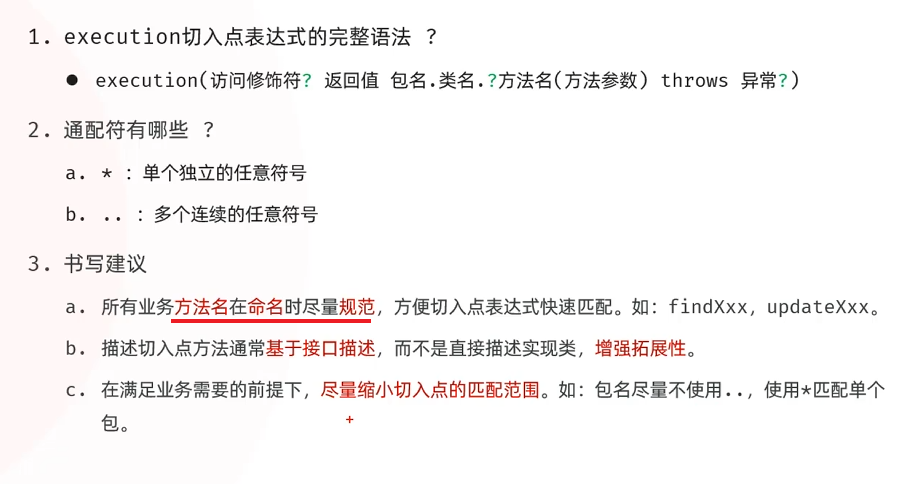 1. execution切入点表达式的完整语法 ？
● execution(访问修饰符? 返回值 包名.类名.?方法名(方法参数) throws 异常?)
2. 通配符有哪些 ？
a. * ：单个独立的任意符号
b. .. ：多个连续的任意符号
3. 书写建议
a. 所有业务方法名在命名时尽量规范，方便切入点表达式快速匹配。如：findXxx，updateXxx。
b. 描述切入点方法通常基于接口描述，而不是直接描述实现类，增强拓展性。
c. 在满足业务需要的前提下，尽量缩小切入点的匹配范围。如：包名尽量不使用..，使用*匹配单个
包。